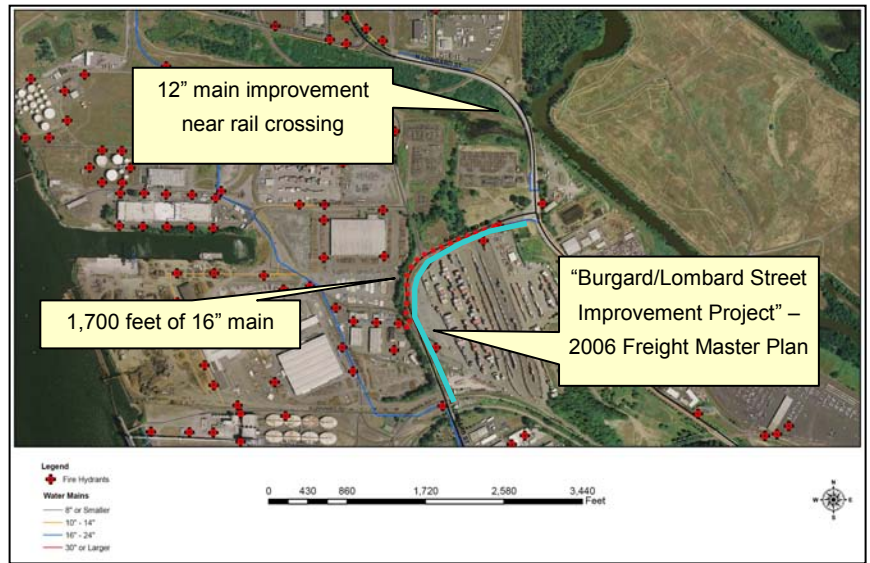 12” main improvement
near rail crossing
1,700 feet of 16” main
“Burgard/Lombard Street
Improvement Project” –
2006 Freight Master Plan
Legend
Fire Hydrants
Water Mains
8" or Smaller
10" - 14"
16" - 24"
30" or Larger
0 430 860 1,720 2,580 3,440
Feet
N
W E
S